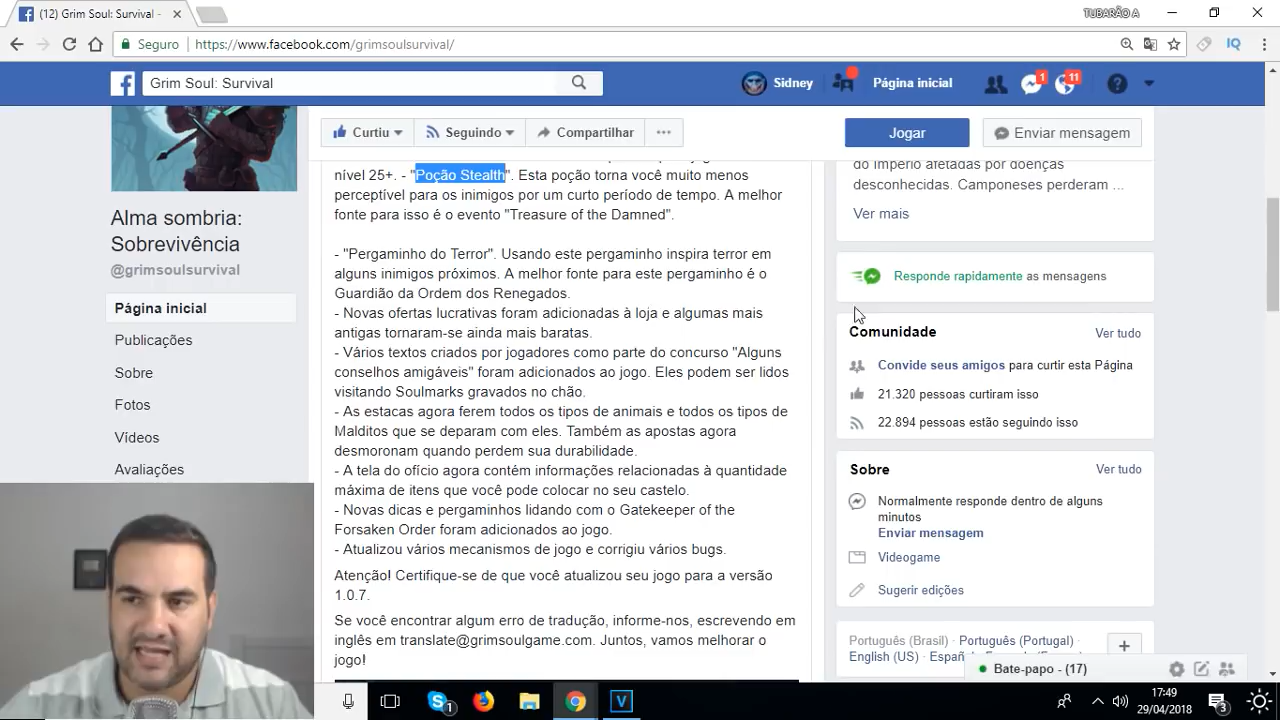 (12) Grim Soul: Survival -
TUBARÃO A
Seguro
https://www.facebook.com/grimsoulsurvival/
Grim Soul: Survival
Sidney
Página inicial
1
11
Curtiu
Seguindo
Compartilhar
Jogar
Enviar mensagem
Alma sombria:
Sobrevivência
@grimsoulsurvival
Página inicial
Publicações
Sobre
Fotos
Vídeos
Avaliações
nível 25+. - "Poção Stealth". Esta poção torna você muito menos
perceptível para os inimigos por um curto período de tempo. A melhor
fonte para isso é o evento "Treasure of the Damned".
- "Pergaminho do Terror". Usando este pergaminho inspira terror em
alguns inimigos próximos. A melhor fonte para este pergaminho é o
Guardião da Ordem dos Renegados.
- Novas ofertas lucrativas foram adicionadas à loja e algumas mais
antigas tornaram-se ainda mais baratas.
- Vários textos criados por jogadores como parte do concurso "Alguns
conselhos amigáveis" foram adicionados ao jogo. Eles podem ser lidos
visitando Soulmarks gravados no chão.
- As estacas agora ferem todos os tipos de animais e todos os tipos de
Malditos que se deparam com eles. Também as apostas agora
desmoronam quando perdem sua durabilidade.
- A tela do ofício agora contém informações relacionadas à quantidade
máxima de itens que você pode colocar no seu castelo.
- Novas dicas e pergaminhos lidando com o Gatekeeper of the
Forsaken Order foram adicionados ao jogo.
- Atualizou vários mecanismos de jogo e corrigiu vários bugs.
Atenção! Certifique-se de que você atualizou seu jogo para a versão
1.0.7.
Se você encontrar algum erro de tradução, informe-nos, escrevendo em
inglês em translate@grimsoulgame.com. Juntos, vamos melhorar o
jogo!
do Império afetadas por doenças
desconhecidas. Camponeses perderam ...
Ver mais
Responde rapidamente as mensagens
Comunidade
Ver tudo
Convide seus amigos para curtir esta Página
21.320 pessoas curtiram isso
22.894 pessoas estão seguindo isso
Sobre
Ver tudo
Normalmente responde dentro de alguns
minutos
Enviar mensagem
Videogame
Sugerir edições
Português (Brasil) · Português (Portugal) ·
English (US) ·
Bate-papo - (17)
17:49
29/04/2018
3